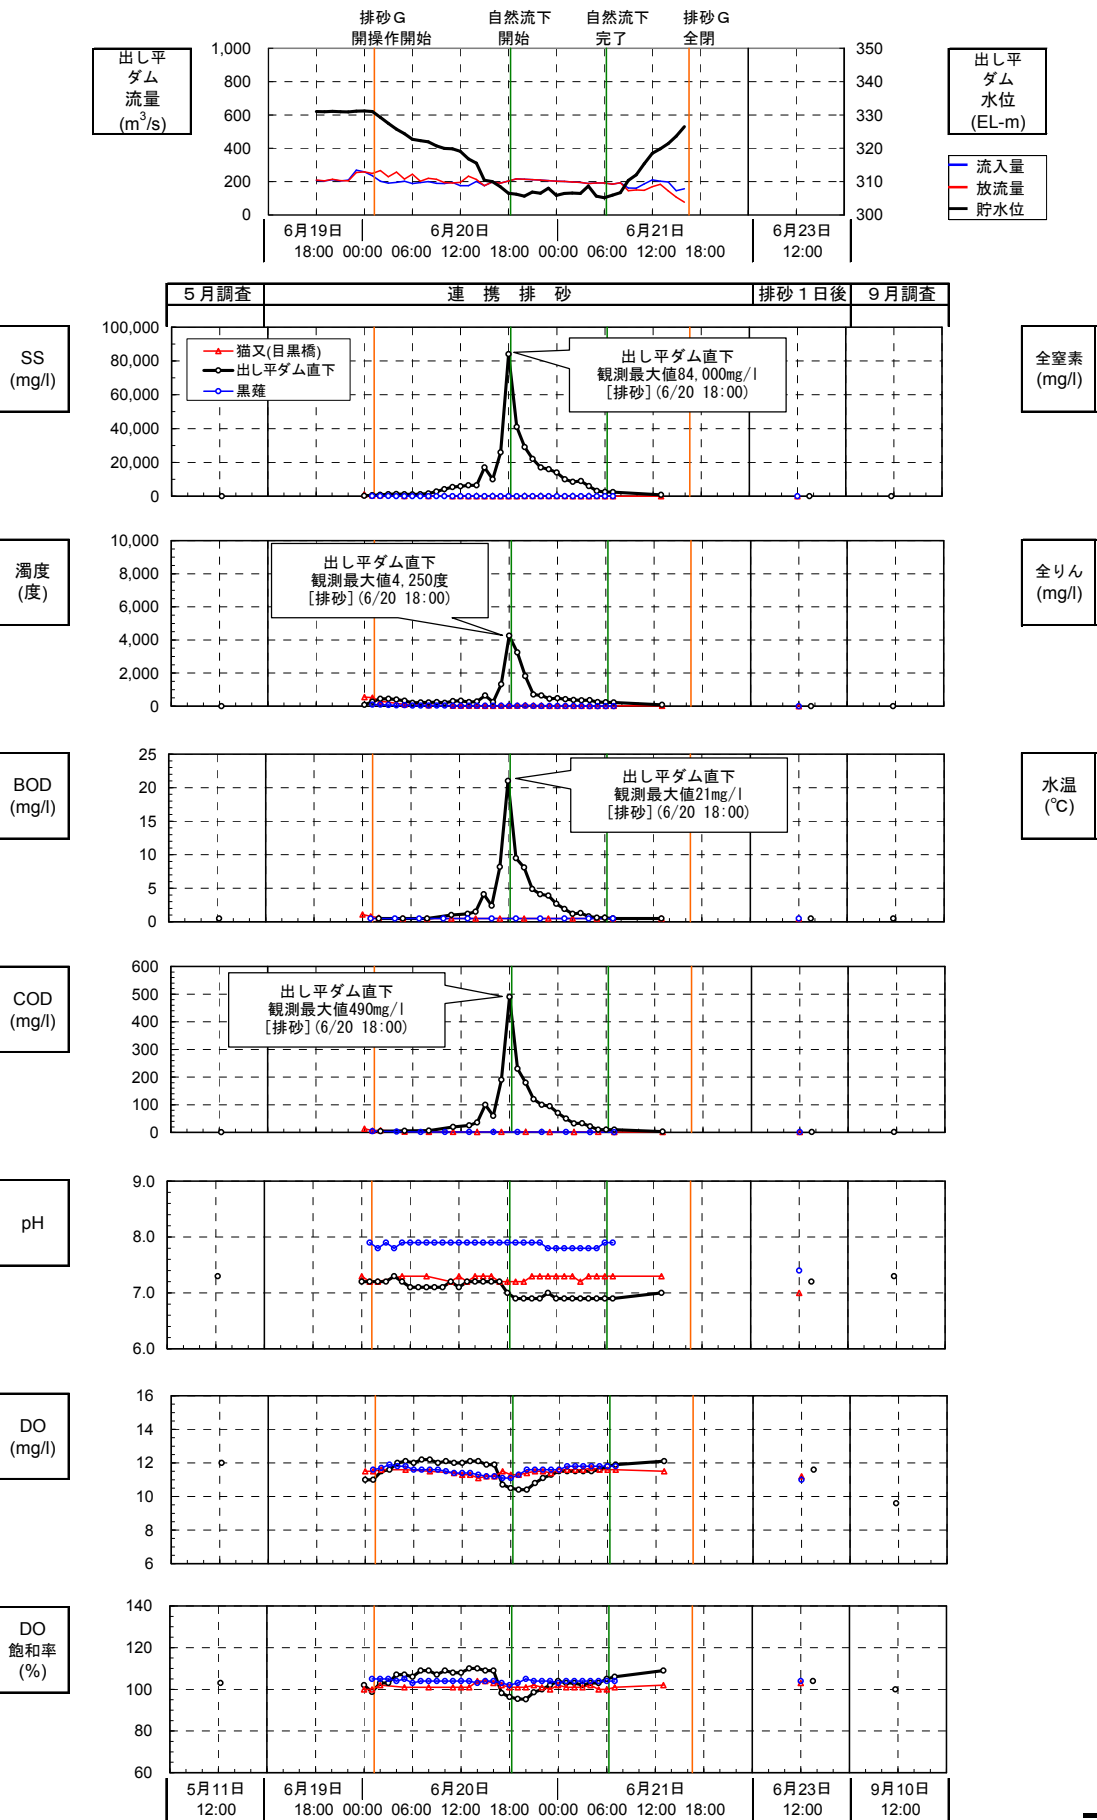 排砂G 自然流下 自然流下 排砂G
開操作開始 開始 完了 全閉
出し平
ダム
流量
(m³/s)
1,000
800
600
400
200
0
350
340
330
320
310
300
出し平
ダム
水位
(EL-m)
流入量
放流量
貯水位
6月19日 6月20日 6月21日 6月23日
18:00 00:00 06:00 12:00 18:00 00:00 06:00 12:00 18:00 12:00
5月調査 連携排砂 排砂1日後 9月調査
SS
(mg/l)
100,000
80,000
60,000
40,000
20,000
0
猫又(目黒橋)
出し平ダム直下
黒薙
出し平ダム直下
観測最大値84,000mg/l
[排砂](6/20 18:00)
全窒素
(mg/l)
濁度
(度)
10,000
8,000
6,000
4,000
2,000
0
出し平ダム直下
観測最大値4,250度
[排砂](6/20 18:00)
全りん
(mg/l)
BOD
(mg/l)
25
20
15
10
5
0
出し平ダム直下
観測最大値21mg/l
[排砂](6/20 18:00)
水温
(℃)
COD
(mg/l)
600
500
400
300
200
100
0
出し平ダム直下
観測最大値490mg/l
[排砂](6/20 18:00)
pH
9.0
8.0
7.0
6.0
DO
(mg/l)
16
14
12
10
8
6
DO
飽和率
(%)
140
120
100
80
60
5月11日 6月19日 6月20日 6月21日 6月23日 9月10日
12:00 18:00 00:00 06:00 12:00 18:00 00:00 06:00 12:00 18:00 12:00 12:00